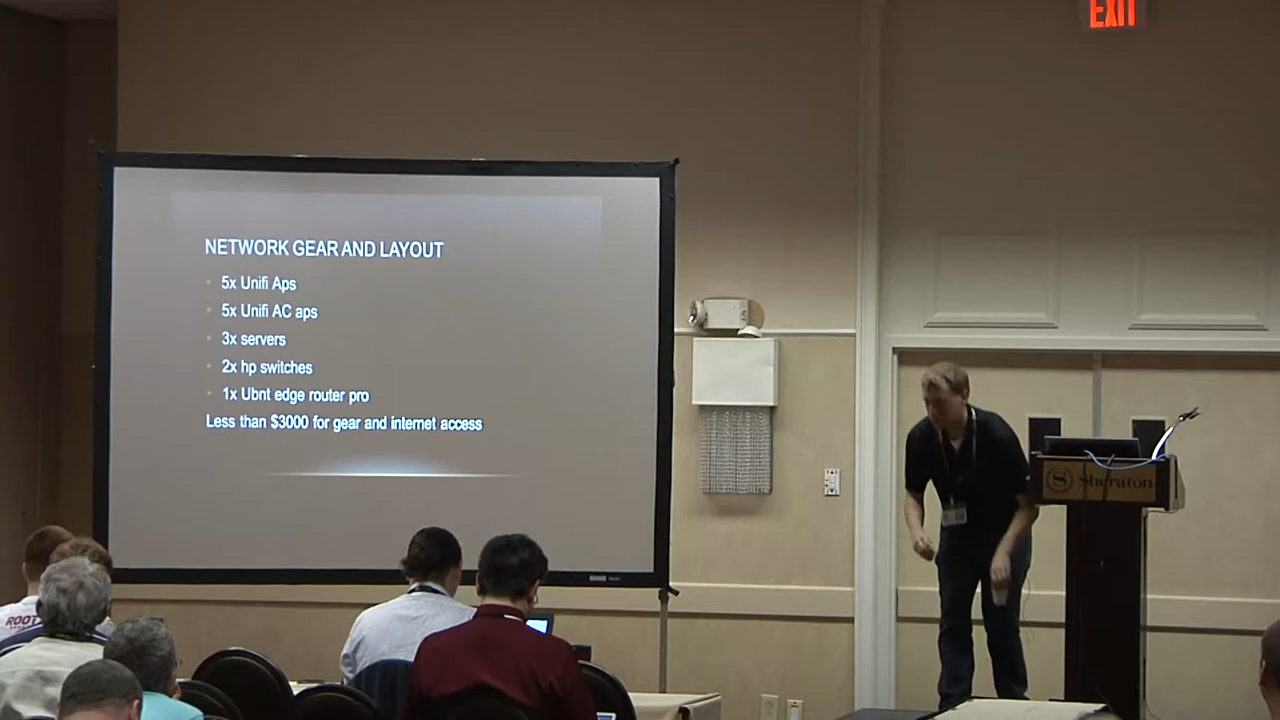 EXIT
NETWORK GEAR AND LAYOUT
5x Unifi Aps
5x Unifi AC aps
3x servers
2x hp switches
1x Ubnt edge router pro
Less than $3000 for gear and internet access
S Sheraton
ROOT